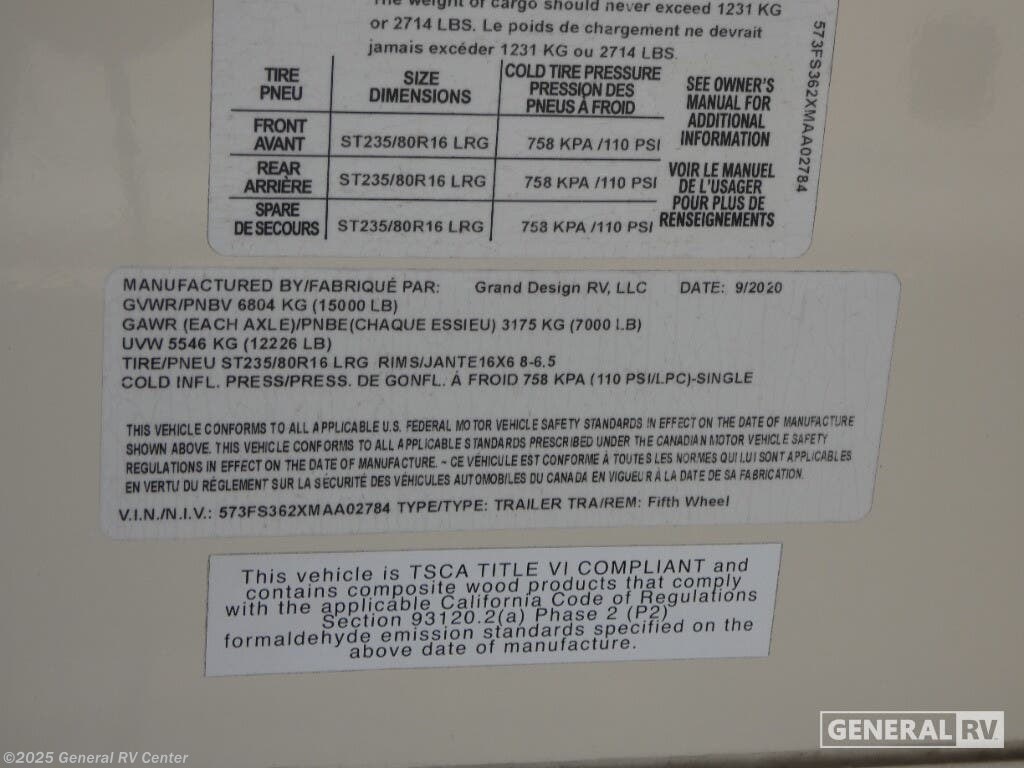 The weight of cargo should never exceed 1231 KG
or 2714 LBS. Le poids de chargement ne devrait
jamais excéder 1231 KG ou 2714 LBS.
TIRE
PNEU
SIZE
DIMENSIONS
COLD TIRE PRESSURE
PRESSION DES
PNEUS À FROID
SEE OWNER'S
MANUAL FOR
ADDITIONAL
INFORMATION
FRONT
AVANT
ST235/80R16 LRG
758 KPA /110 PSI
REAR
ARRIÈRE
ST235/80R16 LRG
758 KPA /110 PSI
VOIR LE MANUEL
DE L'USAGER
POUR PLUS DE
RENSEIGNEMENTS
SPARE
DE SECOURS
ST235/80R16 LRG
758 KPA /110 PSI
573FS362XMAA02784
MANUFACTURED BY/FABRIQUÉ PAR: Grand Design RV, LLC DATE: 9/2020
GVWR/PNBV 6804 KG (15000 LB)
GAWR (EACH AXLE)/PNBE(CHAQUE ESSIEU) 3175 KG (7000 LB)
UVW 5546 KG (12226 LB)
TIRE/PNEU ST235/80R16 LRG RIMS/JANTE16X6 8-6.5
COLD INFL. PRESS/PRESS. DE GONFL. À FROID 758 KPA (110 PSI/LPC)-SINGLE
THIS VEHICLE CONFORMS TO ALL APPLICABLE U.S. FEDERAL MOTOR VEHICLE SAFETY STANDARDS IN EFFECT ON THE DATE OF MANUFACTURE
SHOWN ABOVE. THIS VEHICLE CONFORMS TO ALL APPLICABLE STANDARDS PRESCRIBED UNDER THE CANADIAN MOTOR VEHICLE SAFETY
REGULATIONS IN EFFECT ON THE DATE OF MANUFACTURE. - CE VÉHICULE EST CONFORME À TOUTES LES NORMES QUI LUI SONT APPLICABLES
EN VERTU DU RÉGLEMENT SUR LA SÉCURITÉ DES VÉHICULES AUTOMOBILES DU CANADA EN VIGUEUR À LA DATE DE SA FABRICATION.
V.I.N./N.I.V.: 573FS362XMAA02784 TYPE/TYPE: TRAILER TRA/REM: Fifth Wheel
This vehicle is TSCA TITLE VI COMPLIANT and
contains composite wood products that comply
with the applicable California Code of Regulations
Section 93120.2(a) Phase 2 (P2)
formaldehyde emission standards specified on the
above date of manufacture.
GENERAL RV
©2025 General RV Center